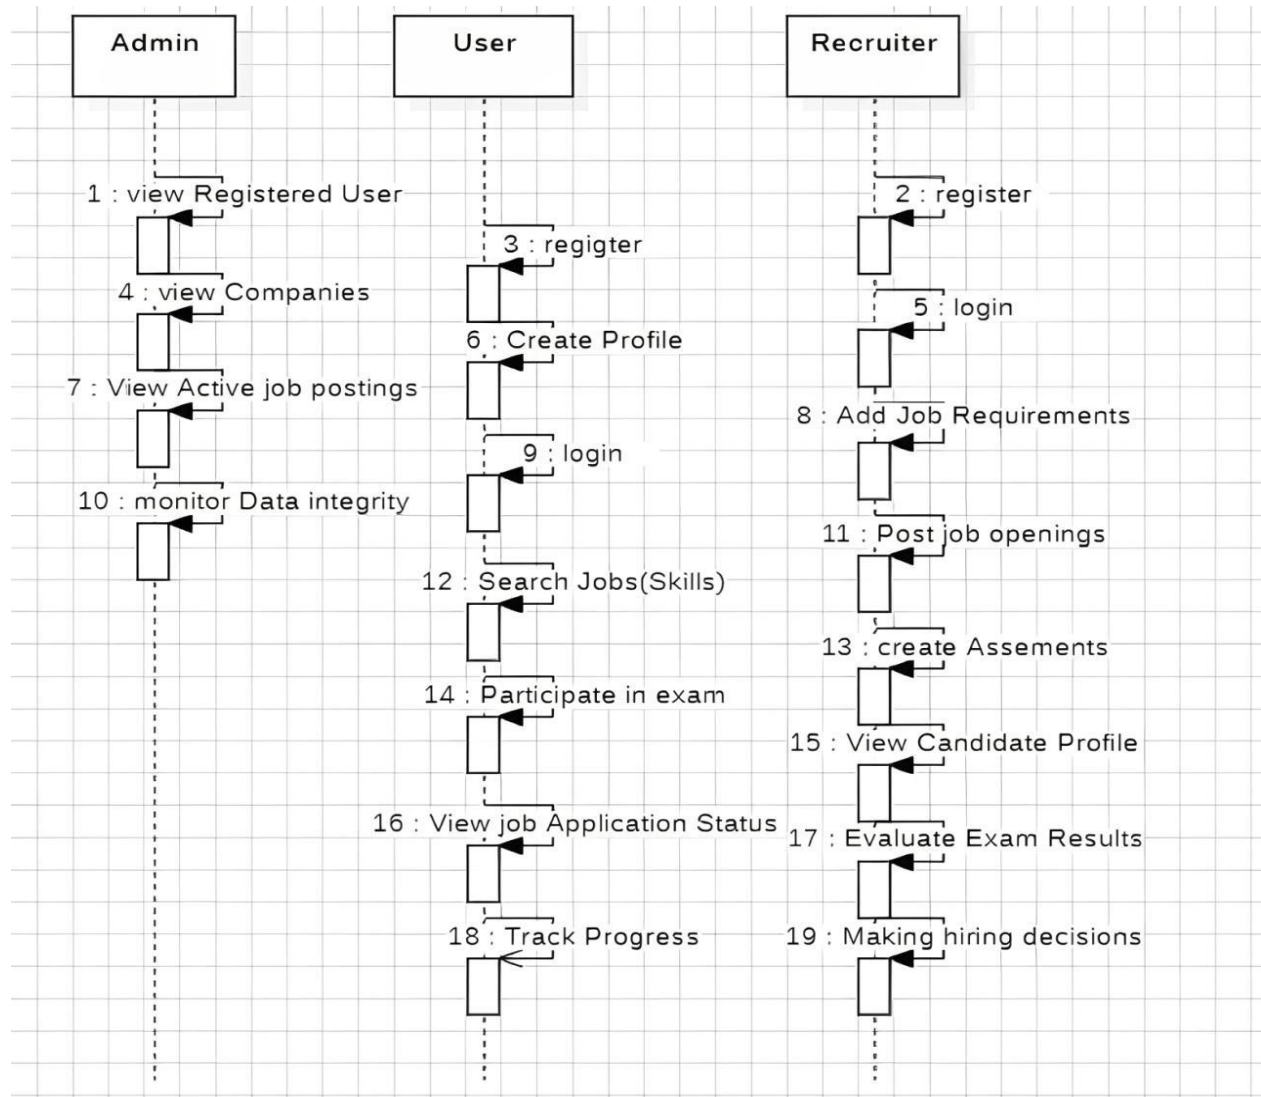 Admin
User
Recruiter
1 : view Registered User
2 : register
3 : regigter
4 : view Companies
5 : login
6 : Create Profile
7 : View Active job postings
8 : Add Job Requirements
9 : login
10 : monitor Data integrity
11 : Post job openings
12 : Search Jobs(Skills)
13 : create Assements
14 : Participate in exam
15 : View Candidate Profile
16 : View job Application Status
17 : Evaluate Exam Results
18 : Track Progress
19 : Making hiring decisions